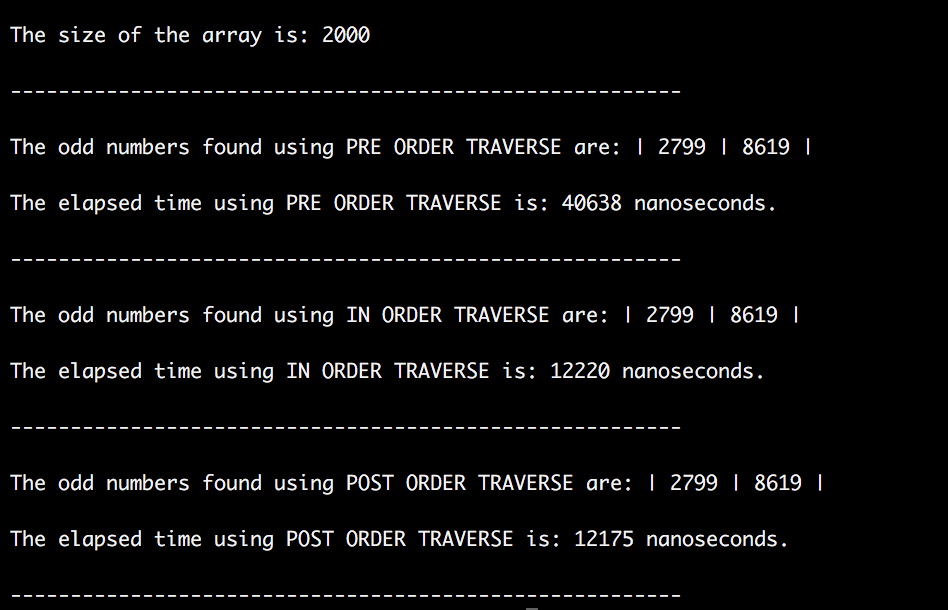 The size of the array is: 2000
--------------------------------------------------------
The odd numbers found using PRE ORDER TRAVERSE are: | 2799 | 8619 |
The elapsed time using PRE ORDER TRAVERSE is: 40638 nanoseconds.
--------------------------------------------------------
The odd numbers found using IN ORDER TRAVERSE are: | 2799 | 8619 |
The elapsed time using IN ORDER TRAVERSE is: 12220 nanoseconds.
--------------------------------------------------------
The odd numbers found using POST ORDER TRAVERSE are: | 2799 | 8619 |
The elapsed time using POST ORDER TRAVERSE is: 12175 nanoseconds.
--------------------------------------------------------